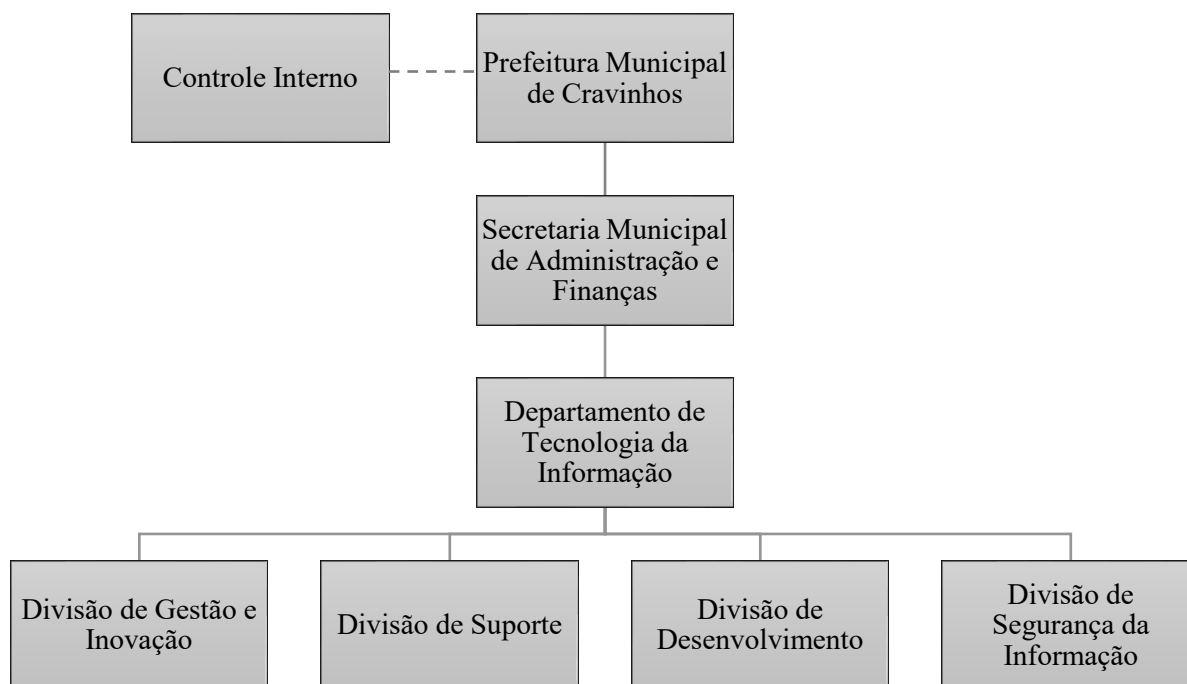 Controle Interno
Prefeitura Municipal
de Cravinhos
Secretaria Municipal
de Administração e
Finanças
Departamento de
Tecnologia da
Informação
Divisão de Gestão e
Inovação
Divisão de Suporte
Divisão de
Desenvolvimento
Divisão de
Segurança da
Informação